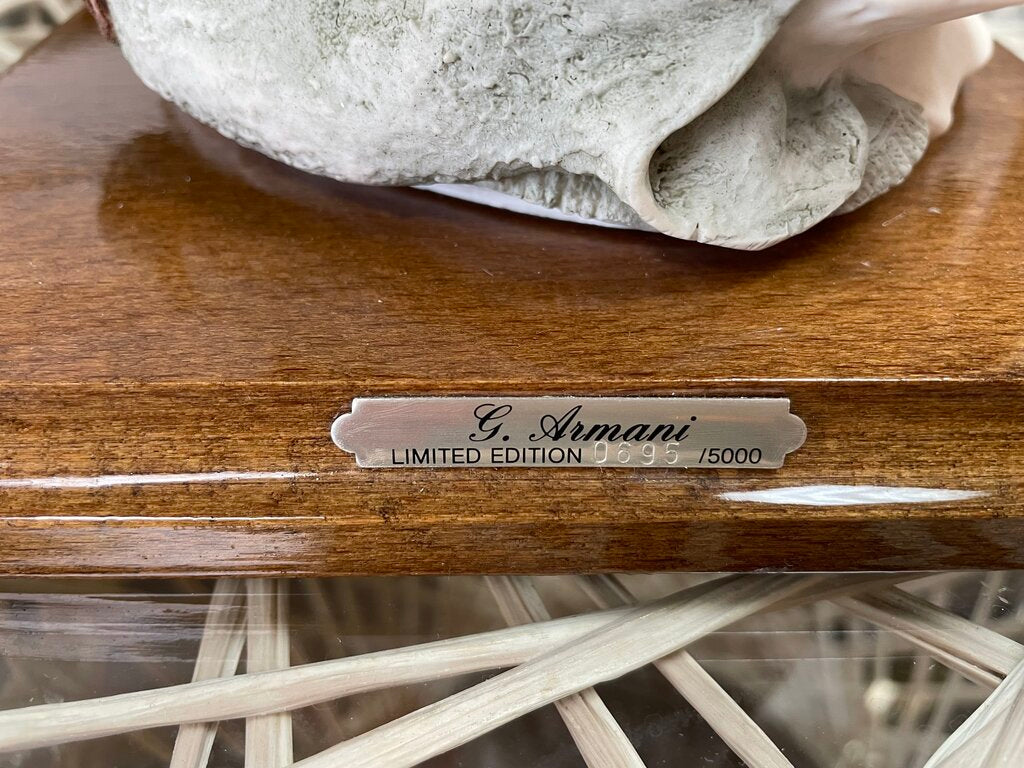 G. Armani
LIMITED EDITION 0695 /5000